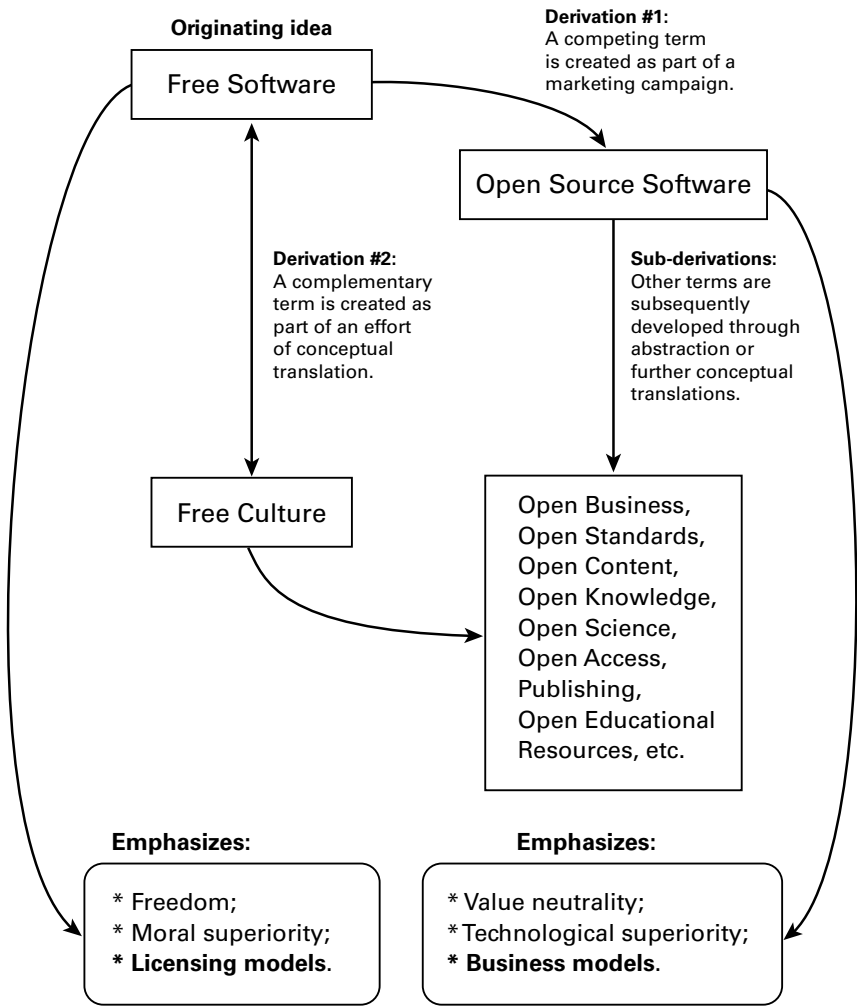 Originating idea
Free Software
Derivation #1:
A competing term
is created as part of a
marketing campaign.
Open Source Software
Derivation #2:
A complementary
term is created as
part of an effort
of conceptual
translation.
Sub-derivations:
Other terms are
subsequently
developed through
abstraction or
further conceptual
translations.
Free Culture
Open Business,
Open Standards,
Open Content,
Open Knowledge,
Open Science,
Open Access,
Publishing,
Open Educational
Resources, etc.
Emphasizes:
* Freedom;
* Moral superiority;
* Licensing models.
Emphasizes:
* Value neutrality;
* Technological superiority;
* Business models.